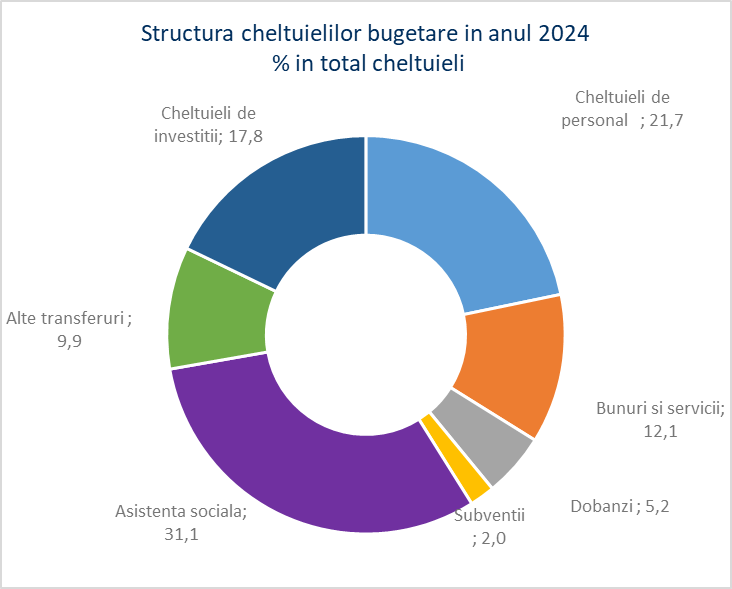 Structura cheltuielilor bugetare in anul 2024
% in total cheltuieli
Cheltuieli de
personal ; 21,7
Bunuri si servicii;
12,1
Dobanzi ; 5,2
Subventii
; 2,0
Asistenta sociala;
31,1
Alte transferuri ;
9,9
Cheltuieli de
investitii; 17,8